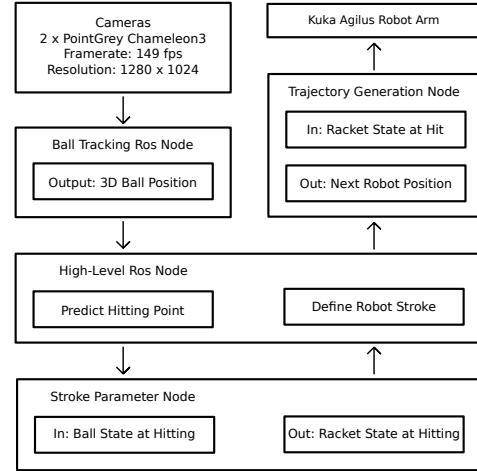 Cameras
2 x PointGrey Chameleon3
Framerate: 149 fps
Resolution: 1280 x 1024
Ball Tracking Ros Node
Output: 3D Ball Position
High-Level Ros Node
Predict Hitting Point
Stroke Parameter Node
In: Ball State at Hitting
Out: Racket State at Hitting
Define Robot Stroke
Trajectory Generation Node
In: Racket State at Hit
Out: Next Robot Position
Kuka Agilus Robot Arm